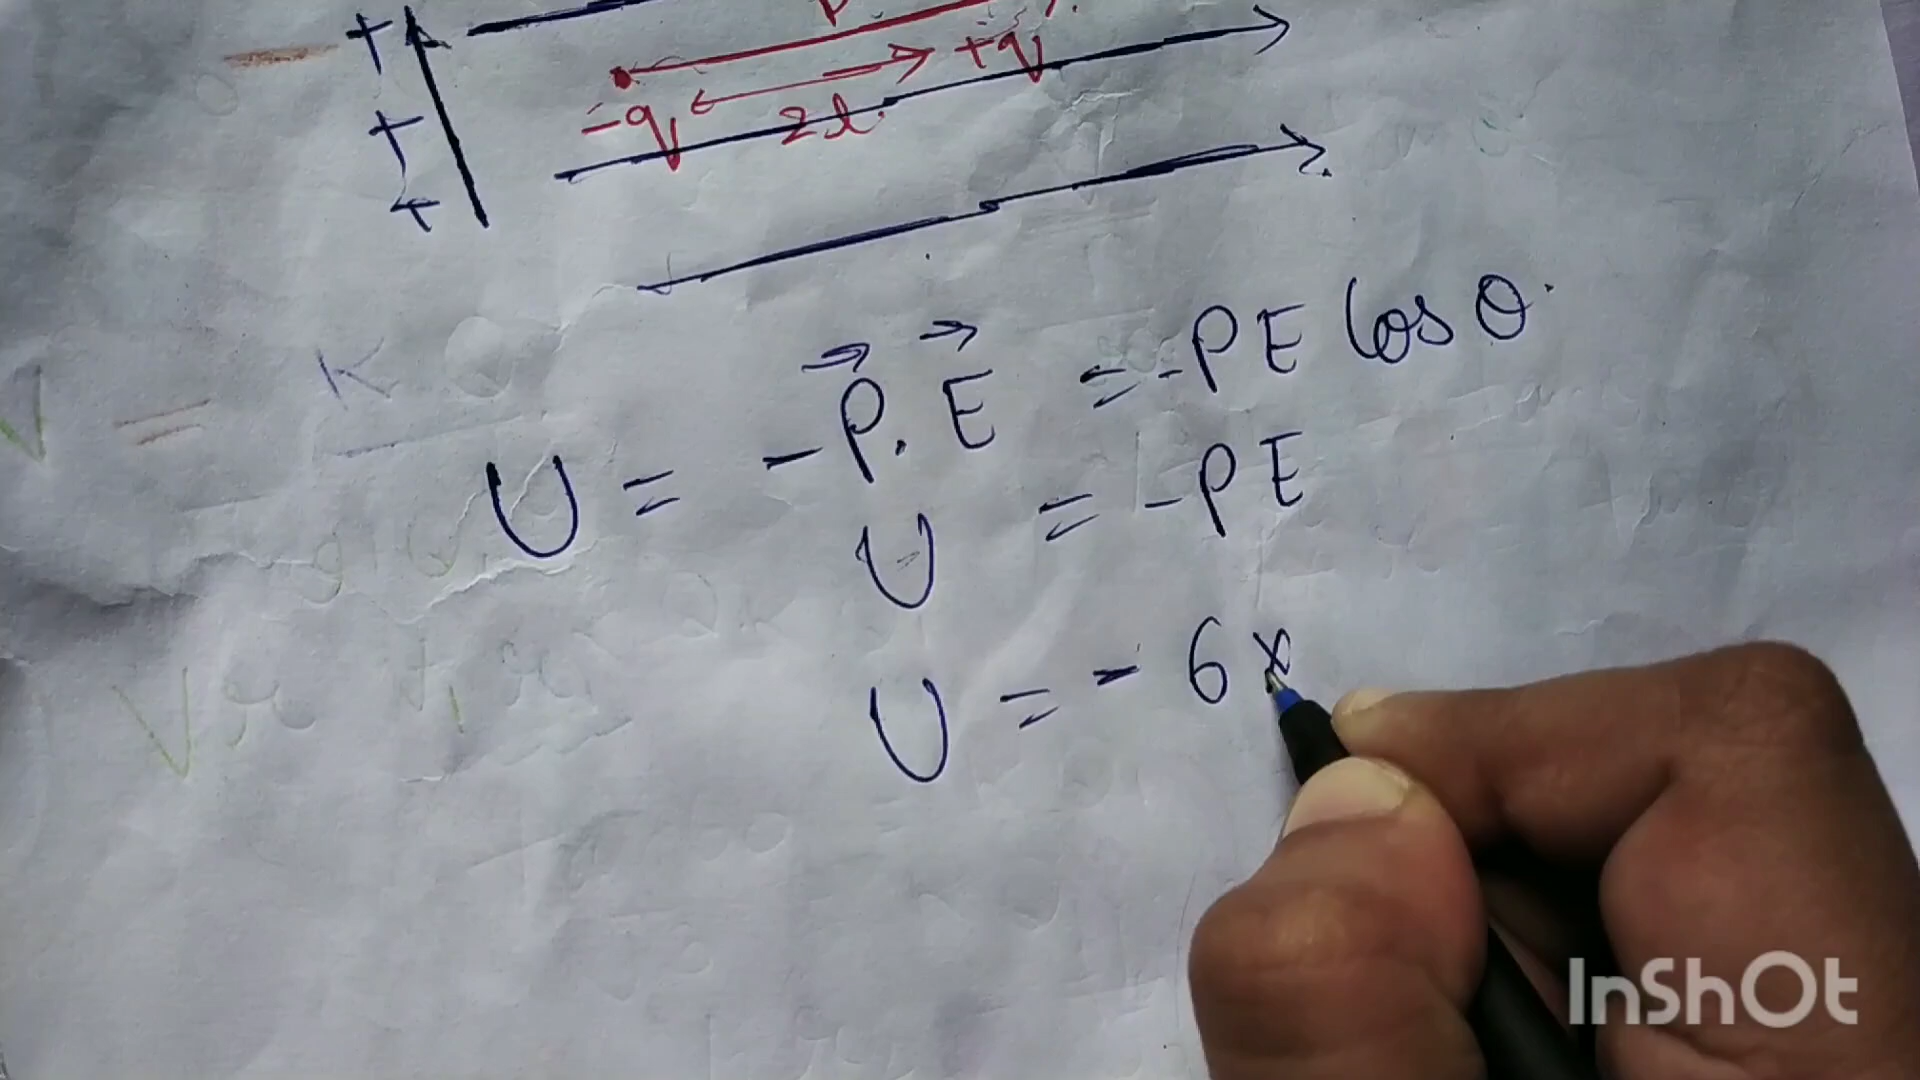 +
+
+
-q
2l
+q
U = -P.E = -PE Cos θ
U = -PE
U = - 6 x
V = K
InShOt